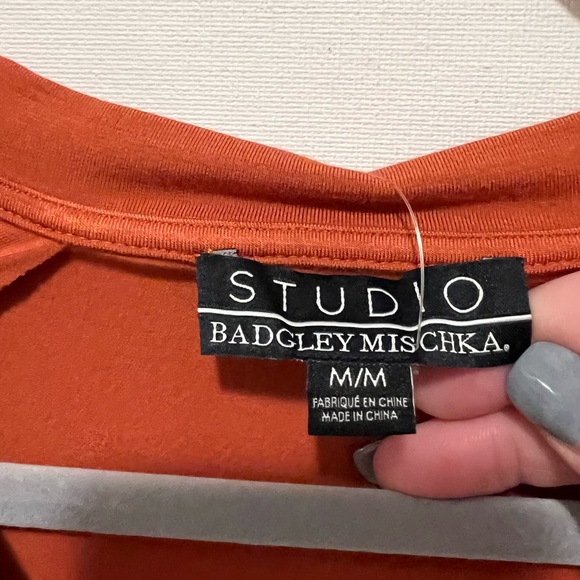 STUDIO
BADGLEY MISCHKA®
M/M
FABRIQUÉ EN CHINE
MADE IN CHINA